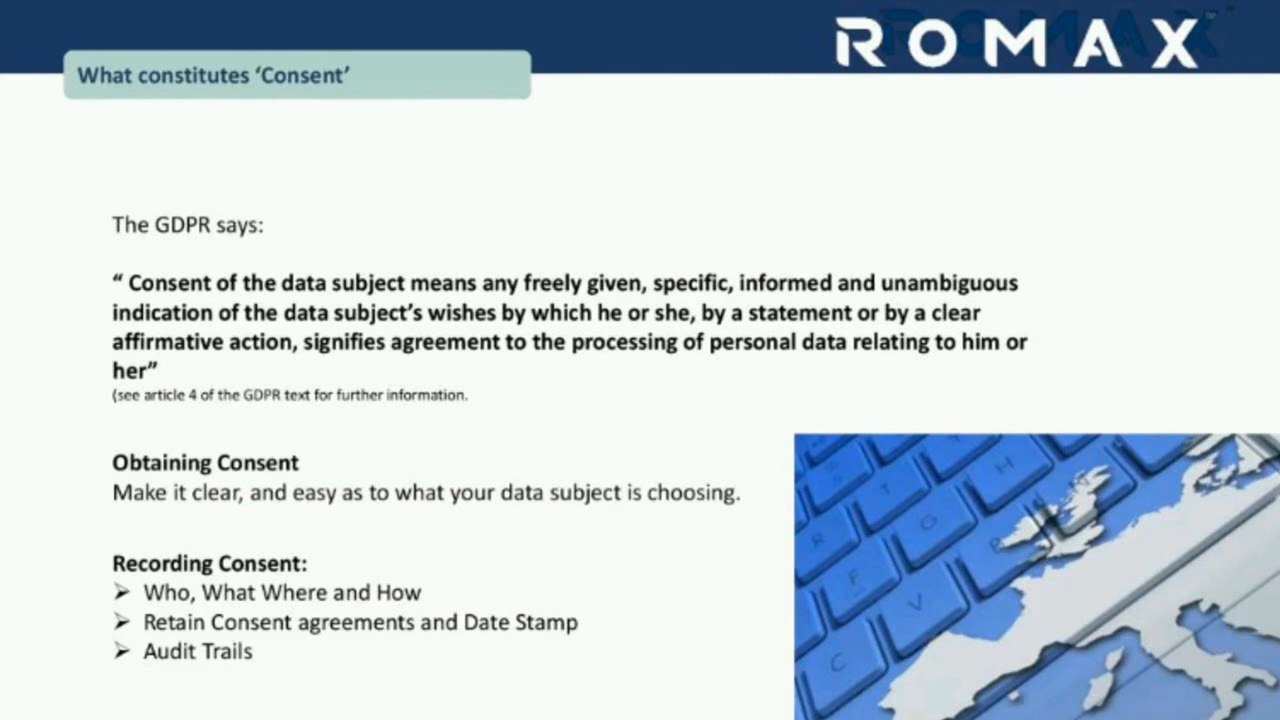 ROMAX
What constitutes ‘Consent’
The GDPR says:
“ Consent of the data subject means any freely given, specific, informed and unambiguous
indication of the data subject’s wishes by which he or she, by a statement or by a clear
affirmative action, signifies agreement to the processing of personal data relating to him or
her”
(see article 4 of the GDPR text for further information.
Obtaining Consent
Make it clear, and easy as to what your data subject is choosing.
Recording Consent:
➢ Who, What Where and How
➢ Retain Consent agreements and Date Stamp
➢ Audit Trails
H
T
G
R
F
V
C